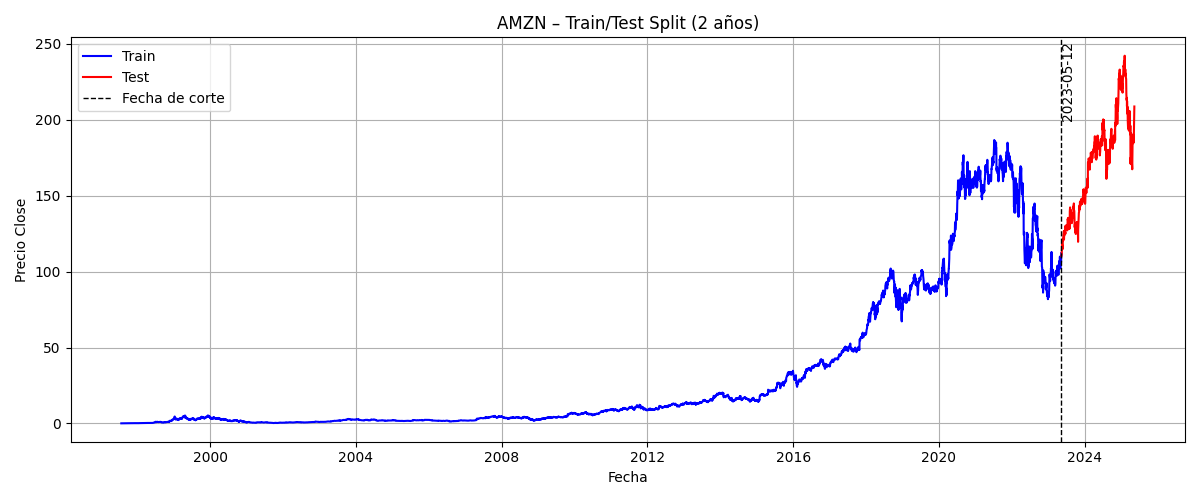 AMZN – Train/Test Split (2 años)
Train
Test
Fecha de corte
2023-05-12
Precio Close
250
200
150
100
50
0
2000
2004
2008
2012
2016
2020
2024
Fecha